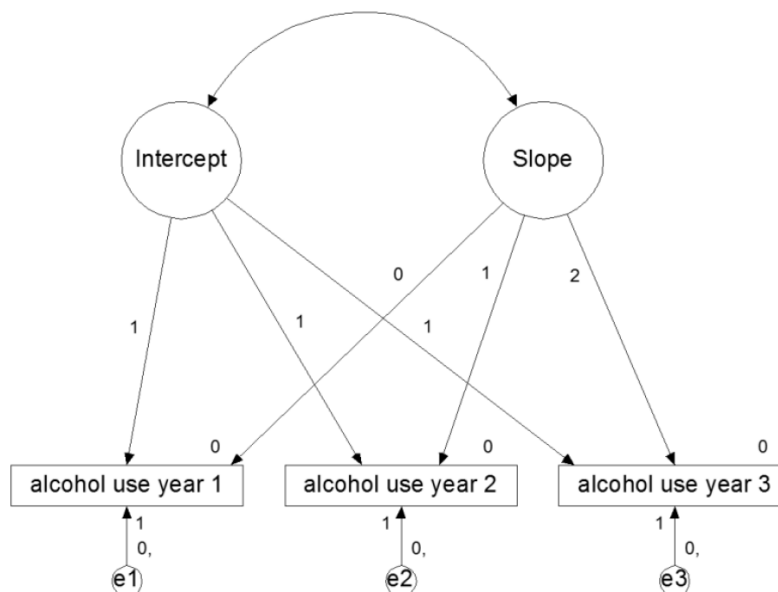 Intercept
Slope
0
1
2
1
1
1
0
0
0
alcohol use year 1
alcohol use year 2
alcohol use year 3
1
1
1
0,
0,
0,
e1
e2
e3